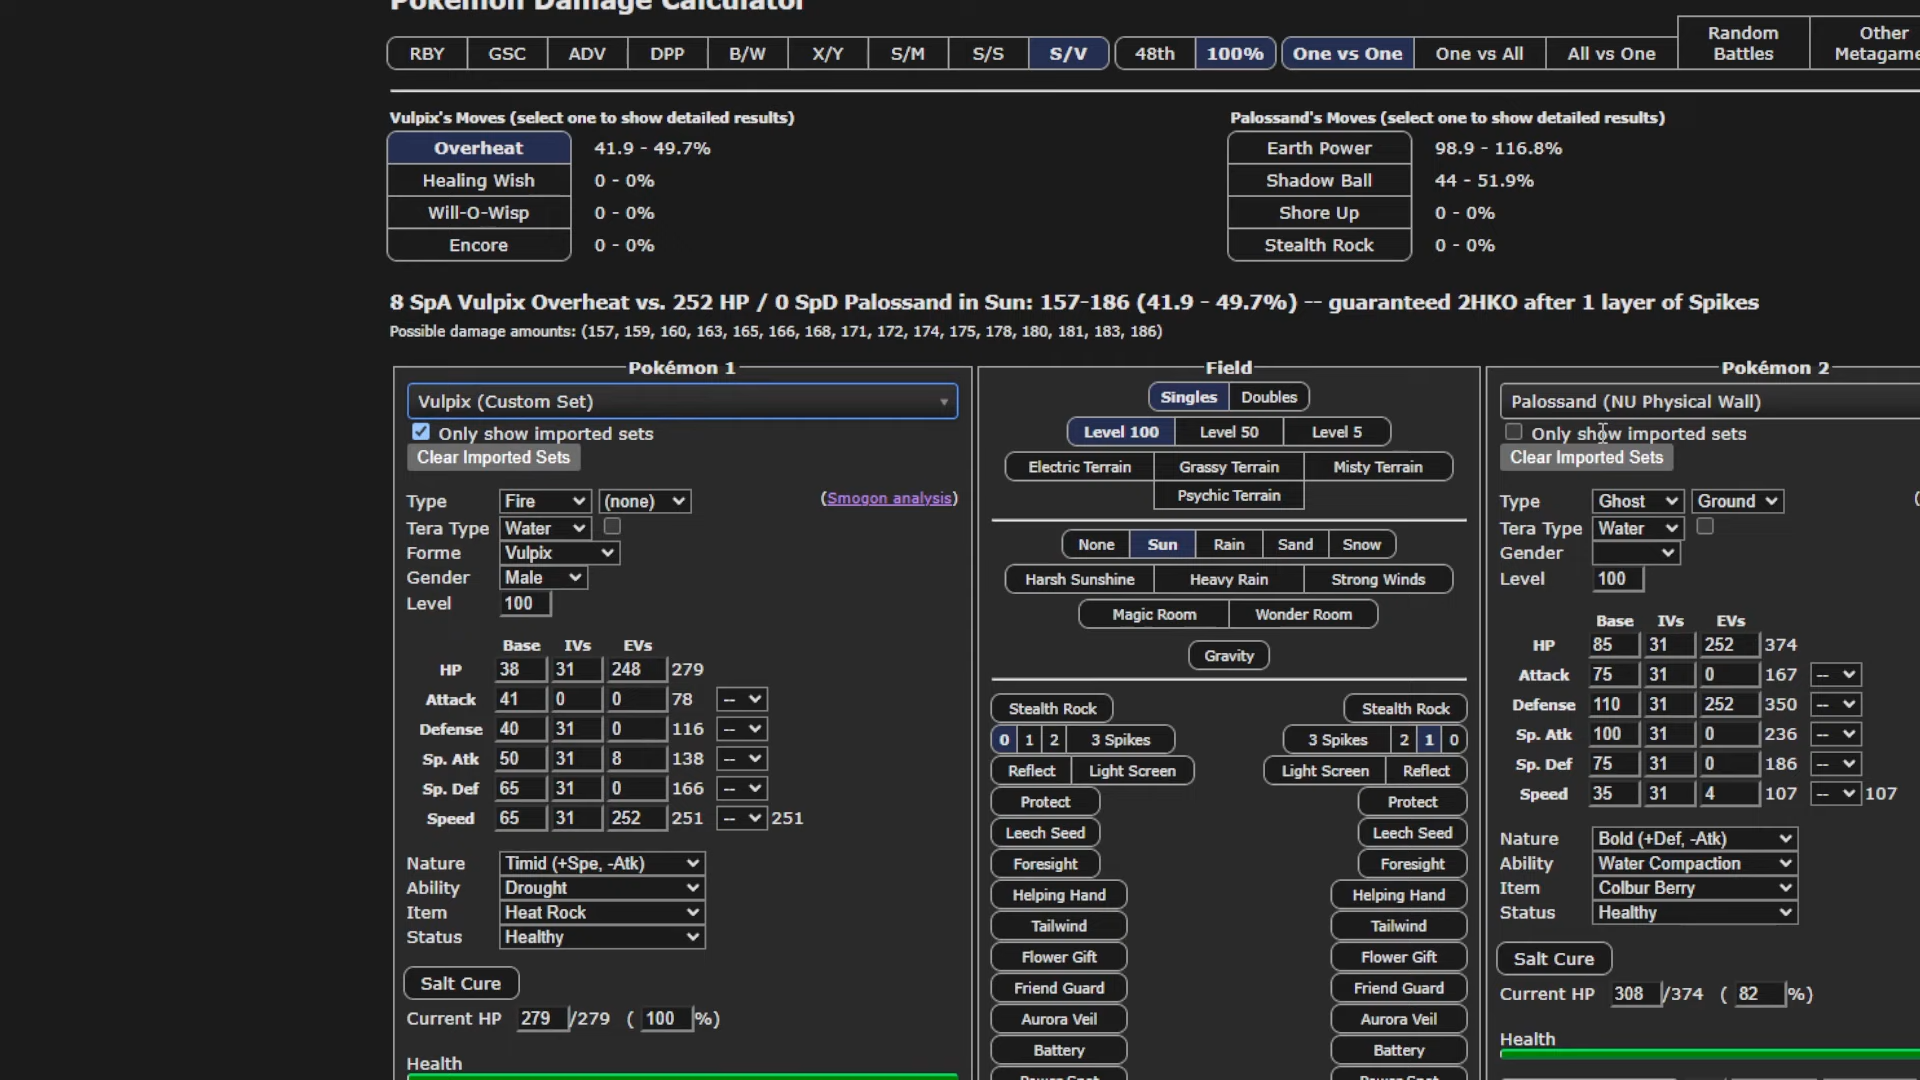 Pokémon Damage Calculator
RBY GSC ADV DPP B/W X/Y S/M S/S S/V 48th 100% One vs One One vs All All vs One Random Battles Other Metagame
Vulpix's Moves (select one to show detailed results)
Overheat 41.9 - 49.7%
Healing Wish 0 - 0%
Will-O-Wisp 0 - 0%
Encore 0 - 0%
Palossand's Moves (select one to show detailed results)
Earth Power 98.9 - 116.8%
Shadow Ball 44 - 51.9%
Shore Up 0 - 0%
Stealth Rock 0 - 0%
8 SpA Vulpix Overheat vs. 252 HP / 0 SpD Palossand in Sun: 157-186 (41.9 - 49.7%) -- guaranteed 2HKO after 1 layer of Spikes
Possible damage amounts: (157, 159, 160, 163, 165, 166, 168, 171, 172, 174, 175, 178, 180, 181, 183, 186)
Pokémon 1
Vulpix (Custom Set)
Only show imported sets
Clear Imported Sets
Type Fire (none) (Smogon analysis)
Tera Type Water
Forme Vulpix
Gender Male
Level 100
Base IVs EVs
HP 38 31 248 279
Attack 41 0 0 78 --
Defense 40 31 0 116 --
Sp. Atk 50 31 8 138 --
Sp. Def 65 31 0 166 --
Speed 65 31 252 251 -- 251
Nature Timid (+Spe, -Atk)
Ability Drought
Item Heat Rock
Status Healthy
Salt Cure
Current HP 279 /279 ( 100 %)
Health
Field
Singles Doubles
Level 100 Level 50 Level 5
Electric Terrain Grassy Terrain Misty Terrain
Psychic Terrain
None Sun Rain Sand Snow
Harsh Sunshine Heavy Rain Strong Winds
Magic Room Wonder Room
Gravity
Stealth Rock Stealth Rock
0 1 2 3 Spikes 3 Spikes 2 1 0
Reflect Light Screen Light Screen Reflect
Protect Protect
Leech Seed Leech Seed
Foresight Foresight
Helping Hand Helping Hand
Tailwind Tailwind
Flower Gift Flower Gift
Friend Guard Friend Guard
Aurora Veil Aurora Veil
Battery Battery
Power Spot Power Spot
Pokémon 2
Palossand (NU Physical Wall)
Only show imported sets
Clear Imported Sets
Type Ghost Ground (
Tera Type Water
Gender
Level 100
Base IVs EVs
HP 85 31 252 374
Attack 75 31 0 167 --
Defense 110 31 252 350 --
Sp. Atk 100 31 0 236 --
Sp. Def 75 31 0 186 --
Speed 35 31 4 107 -- 107
Nature Bold (+Def, -Atk)
Ability Water Compaction
Item Colbur Berry
Status Healthy
Salt Cure
Current HP 308 /374 ( 82 %)
Health